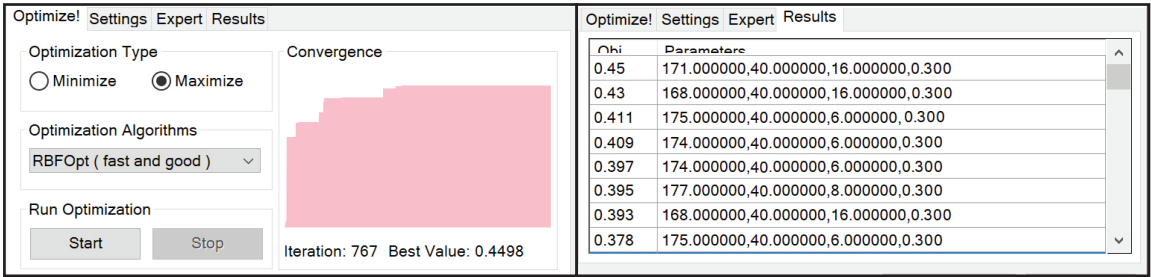 Optimize! Settings Expert Results
Optimization Type
Minimize Maximize
Optimization Algorithms
RBFOpt ( fast and good )
Run Optimization
Start Stop
Convergence
Iteration: 767 Best Value: 0.4498
Optimize! Settings Expert Results
Obj Parameters
0.45 171.000000,40.000000,16.000000,0.300
0.43 168.000000,40.000000,16.000000,0.300
0.411 175.000000,40.000000,6.000000, 0.300
0.409 174.000000,40.000000,6.000000,0.300
0.397 174.000000,40.000000,6.000000,0.300
0.395 177.000000,40.000000,8.000000,0.300
0.393 168.000000,40.000000,16.000000,0.300
0.378 175.000000,40.000000,6.000000,0.300